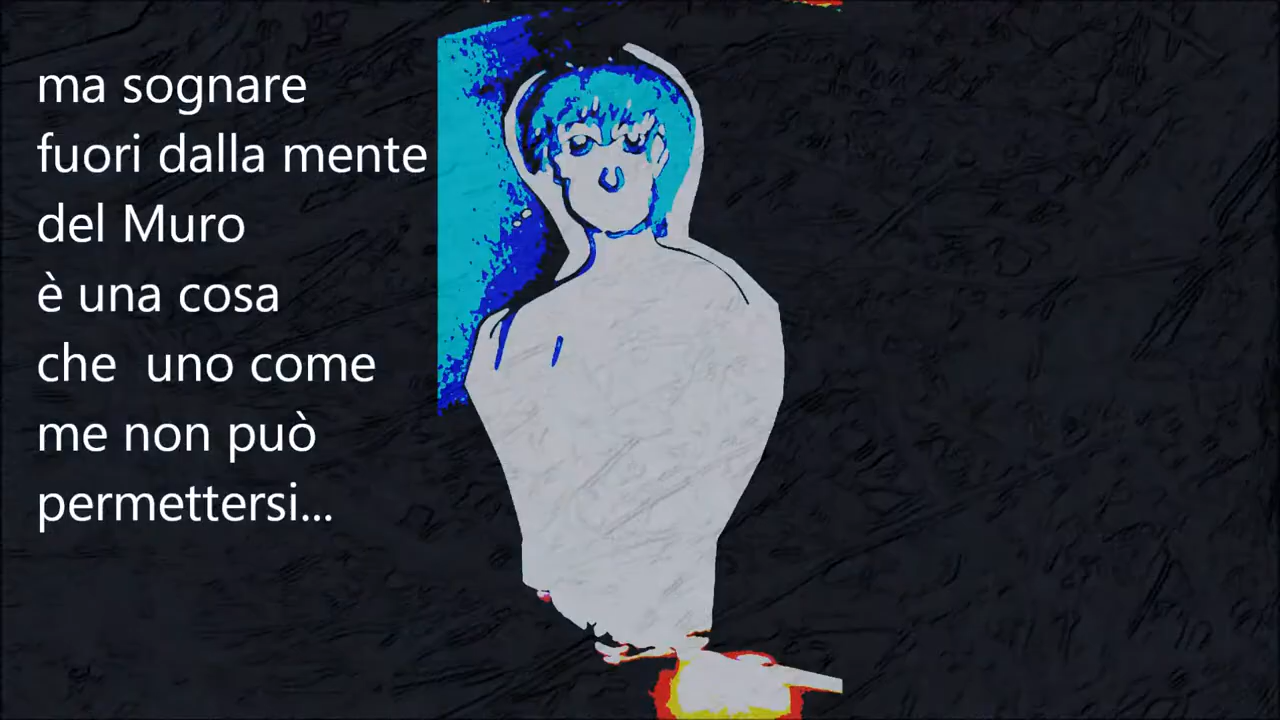 ma sognare
fuori dalla mente
del Muro
è una cosa
che  uno come
me non può
permettersi...